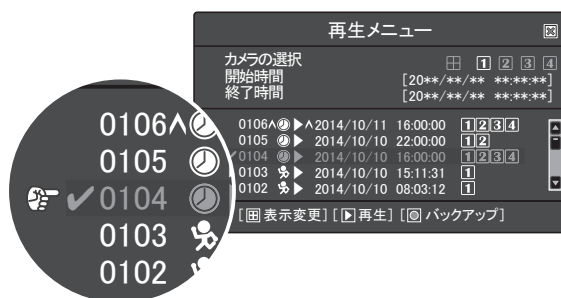 再生メニュー
カメラの選択 1 2 3 4
開始時間 [20**/**/** **:**:**]
終了時間 [20**/**/** **:**:**]
0106∧ ▶∧2014/10/11 16:00:00 1 2 3 4
0105 ▶ 2014/10/10 22:00:00 1 2
✓0104 ▶ 2014/10/10 16:00:00 1 2 3 4
0103 ▶ 2014/10/10 15:11:31 1
0102 ▶ 2014/10/10 08:03:12 1
[田 表示変更] [▶ 再生] [◎ バックアップ]
0106∧
0105
✓0104
0103
0102